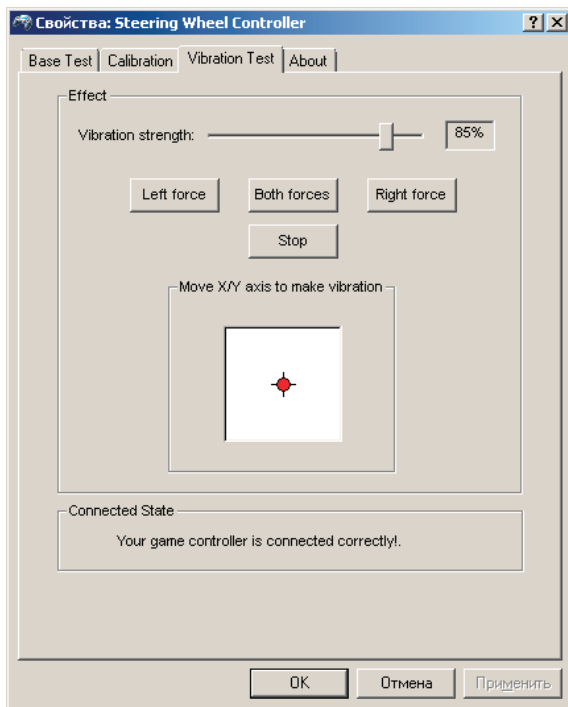 Свойства: Steering Wheel Controller
Base Test Calibration Vibration Test About
Effect
Vibration strength: 85%
Left force Both forces Right force
Stop
Move X/Y axis to make vibration
Connected State
Your game controller is connected correctly!.
OK Отмена Применить